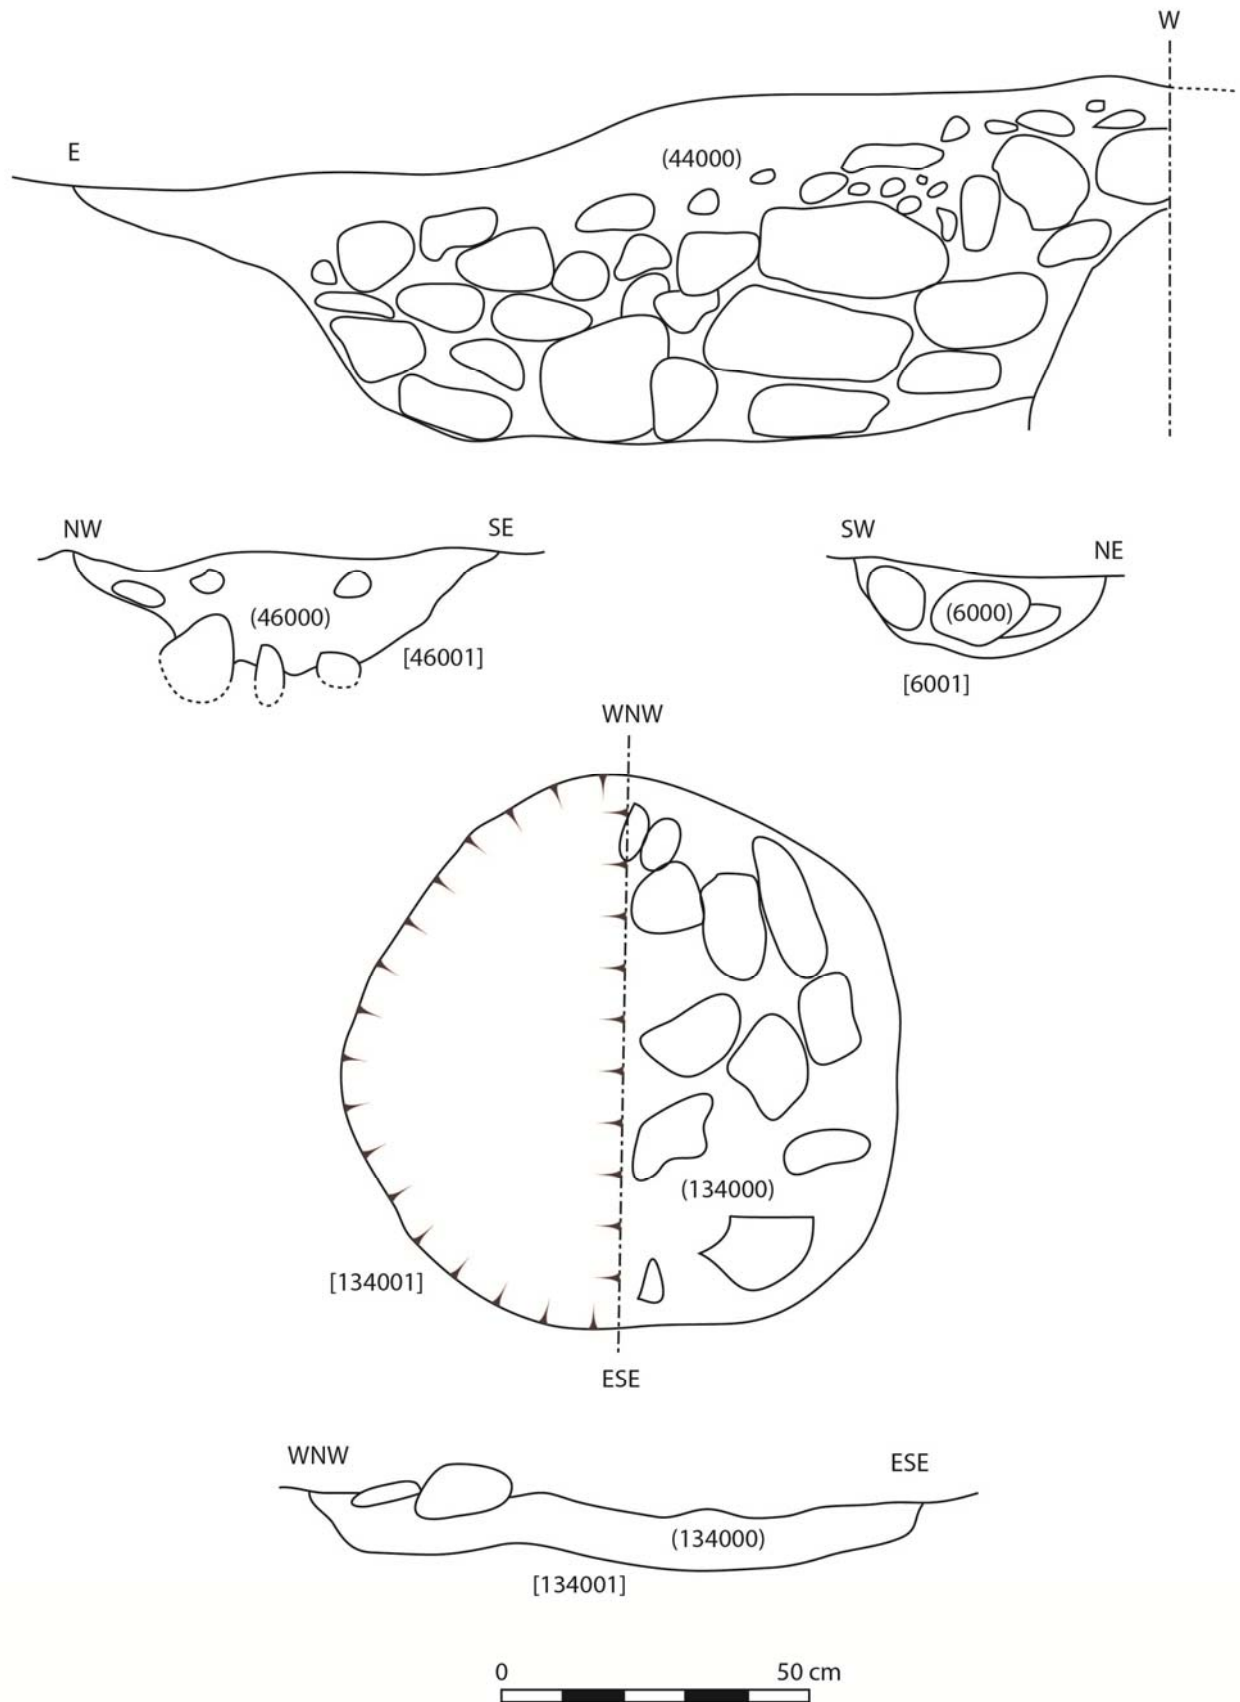 W
E
(44000)
NW
SE
(46000)
[46001]
SW
NE
(6000)
[6001]
WNW
(134000)
[134001]
ESE
WNW
ESE
(134000)
[134001]
0 50 cm